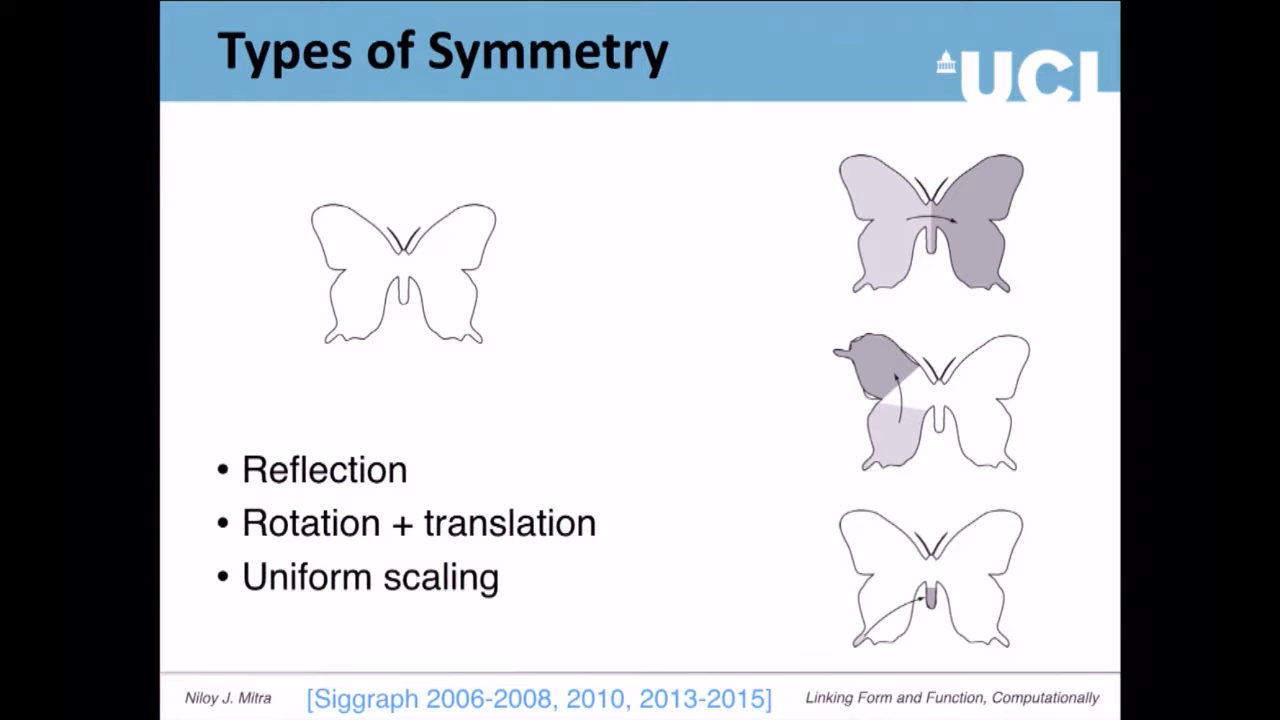 Types of Symmetry
UCL
• Reflection
• Rotation + translation
• Uniform scaling
Niloy J. Mitra
[Siggraph 2006-2008, 2010, 2013-2015]
Linking Form and Function, Computationally